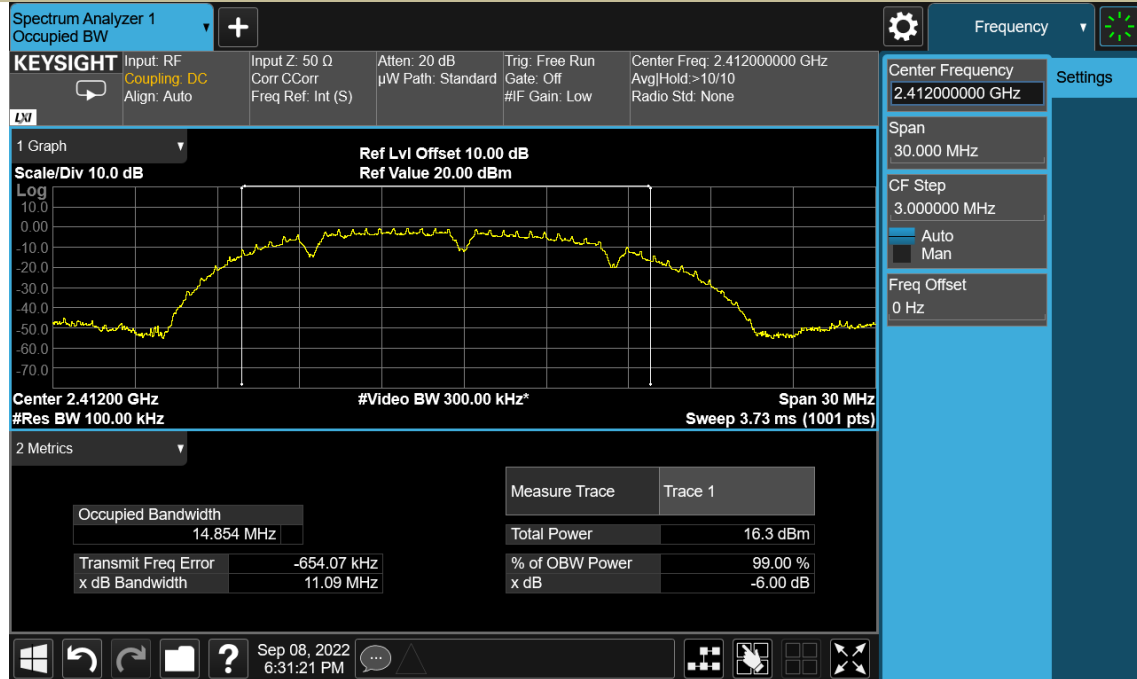 Spectrum Analyzer 1
Occupied BW
+
Frequency
KEYSIGHT
Input: RF
Coupling: DC
Align: Auto
Input Z: 50 Ω
Corr CCorr
Freq Ref: Int (S)
Atten: 20 dB
µW Path: Standard
Trig: Free Run
Gate: Off
#IF Gain: Low
Center Freq: 2.412000000 GHz
Avg|Hold:>10/10
Radio Std: None
LXI
Center Frequency
2.412000000 GHz
Settings
Span
30.000 MHz
CF Step
3.000000 MHz
Auto
Man
Freq Offset
0 Hz
1 Graph
Scale/Div 10.0 dB
Ref Lvl Offset 10.00 dB
Ref Value 20.00 dBm
Log
10.0
0.00
-10.0
-20.0
-30.0
-40.0
-50.0
-60.0
-70.0
Center 2.41200 GHz
#Video BW 300.00 kHz*
Span 30 MHz
#Res BW 100.00 kHz
Sweep 3.73 ms (1001 pts)
2 Metrics
Measure Trace Trace 1
Occupied Bandwidth
14.854 MHz
Total Power 16.3 dBm
Transmit Freq Error -654.07 kHz
% of OBW Power 99.00 %
x dB Bandwidth 11.09 MHz
x dB -6.00 dB
?
Sep 08, 2022
6:31:21 PM